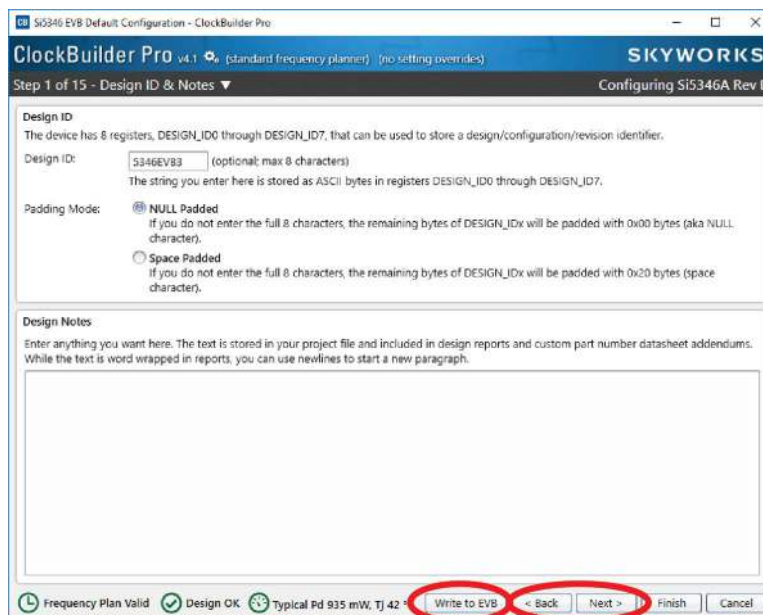 CB Si5346 EVB Default Configuration - ClockBuilder Pro
ClockBuilder Pro v4.1 (standard frequency planner) (no setting overrides) SKYWORKS
Step 1 of 15 - Design ID & Notes ▼ Configuring Si5346A Rev
Design ID
The device has 8 registers, DESIGN_ID0 through DESIGN_ID7, that can be used to store a design/configuration/revision identifier.
Design ID: 5346EVB3 (optional; max 8 characters)
The string you enter here is stored as ASCII bytes in registers DESIGN_ID0 through DESIGN_ID7.
Padding Mode: NULL Padded
If you do not enter the full 8 characters, the remaining bytes of DESIGN_IDx will be padded with 0x00 bytes (aka NULL
character).
Space Padded
If you do not enter the full 8 characters, the remaining bytes of DESIGN_IDx will be padded with 0x20 bytes (space
character).
Design Notes
Enter anything you want here. The text is stored in your project file and included in design reports and custom part number datasheet addendums.
While the text is word wrapped in reports, you can use newlines to start a new paragraph.
Frequency Plan Valid Design OK Typical Pd 935 mW, Tj 42 ° Write to EVB < Back Next > Finish Cancel